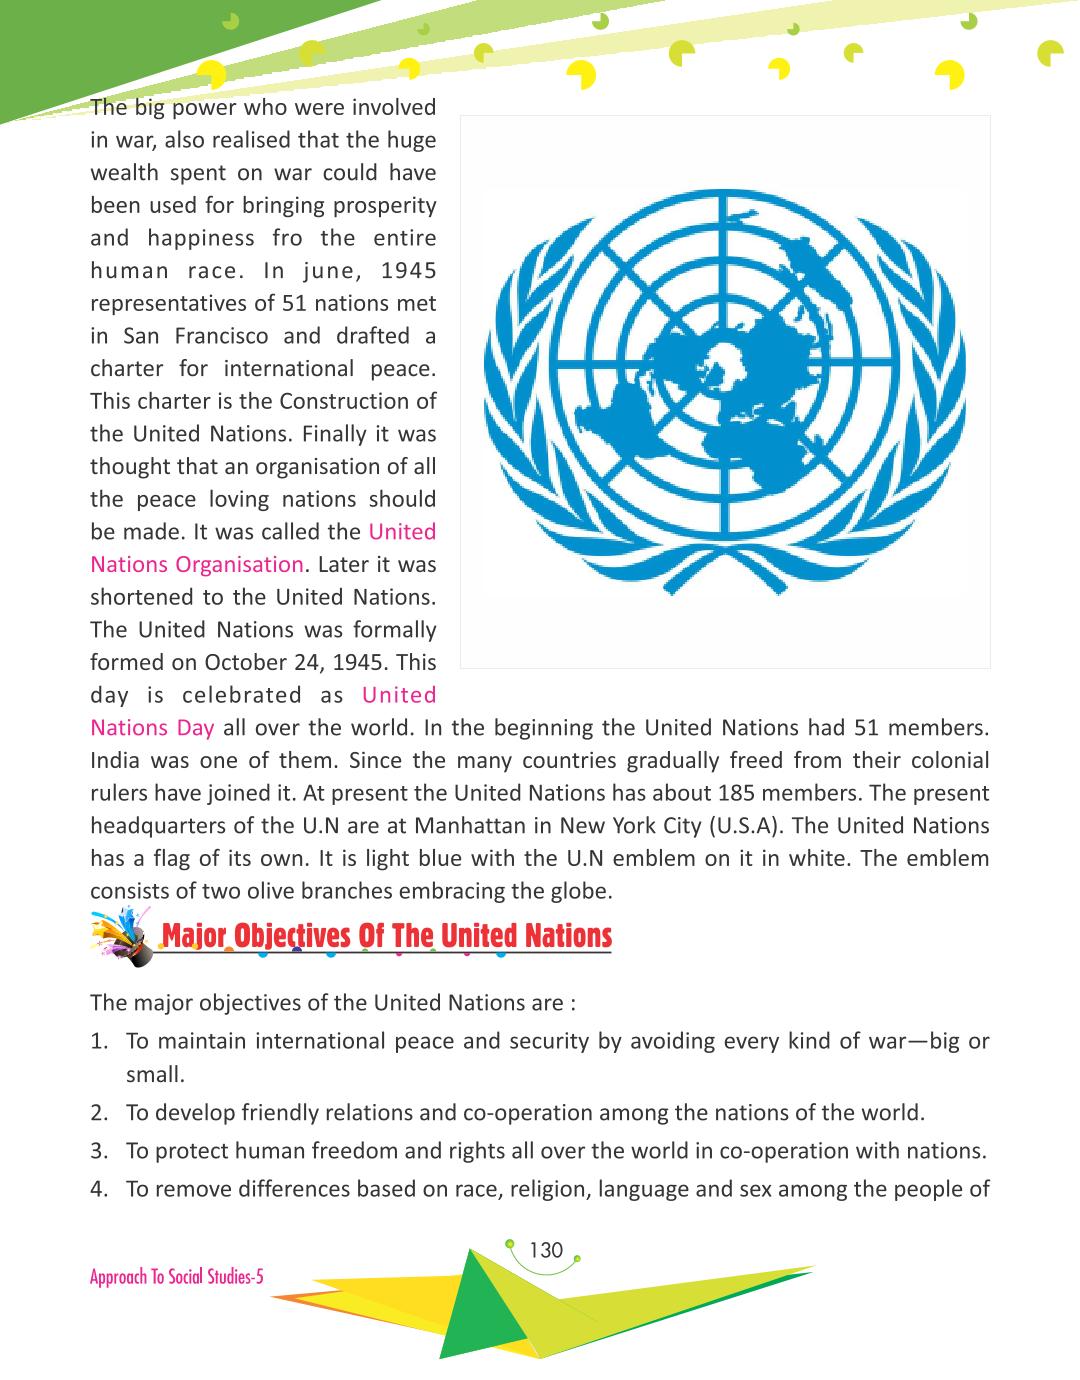 The big power who were involved
in war, also realised that the huge
wealth spent on war could have
been used for bringing prosperity
and happiness fro the entire
human race. In june, 1945
representatives of 51 nations met
in San Francisco and drafted a
charter for international peace.
This charter is the Construction of
the United Nations. Finally it was
thought that an organisation of all
the peace loving nations should
be made. It was called the United
Nations Organisation. Later it was
shortened to the United Nations.
The United Nations was formally
formed on October 24, 1945. This
day is celebrated as United
Nations Day all over the world. In the beginning the United Nations had 51 members.
India was one of them. Since the many countries gradually freed from their colonial
rulers have joined it. At present the United Nations has about 185 members. The present
headquarters of the U.N are at Manhattan in New York City (U.S.A). The United Nations
has a flag of its own. It is light blue with the U.N emblem on it in white. The emblem
consists of two olive branches embracing the globe.
Major Objectives Of The United Nations
The major objectives of the United Nations are :
1. To maintain international peace and security by avoiding every kind of war—big or
small.
2. To develop friendly relations and co-operation among the nations of the world.
3. To protect human freedom and rights all over the world in co-operation with nations.
4. To remove differences based on race, religion, language and sex among the people of
130
Approach To Social Studies-5